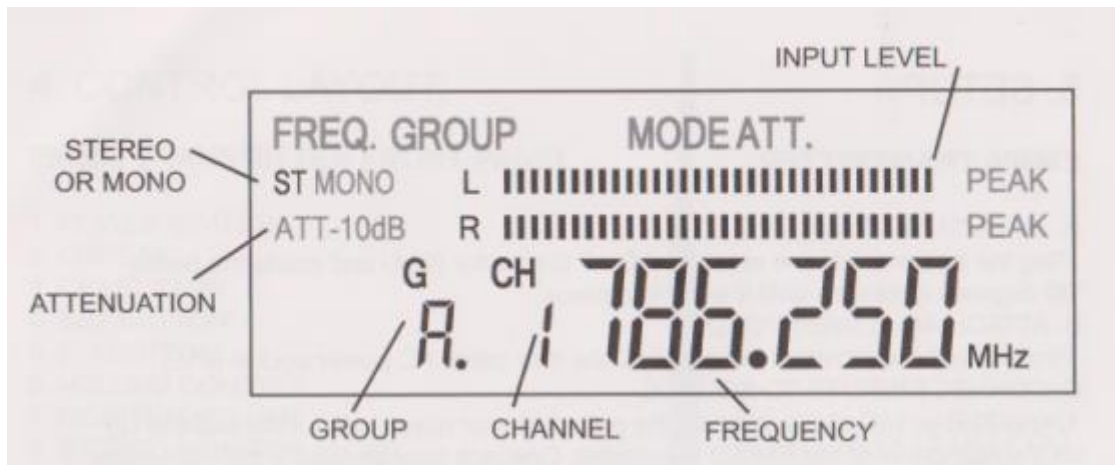 INPUT LEVEL
FREQ. GROUP MODE ATT.
STEREO
OR MONO
ST MONO L PEAK
ATT-10dB R PEAK
ATTENUATION
G CH 786.250 MHz
A. 1
GROUP CHANNEL FREQUENCY